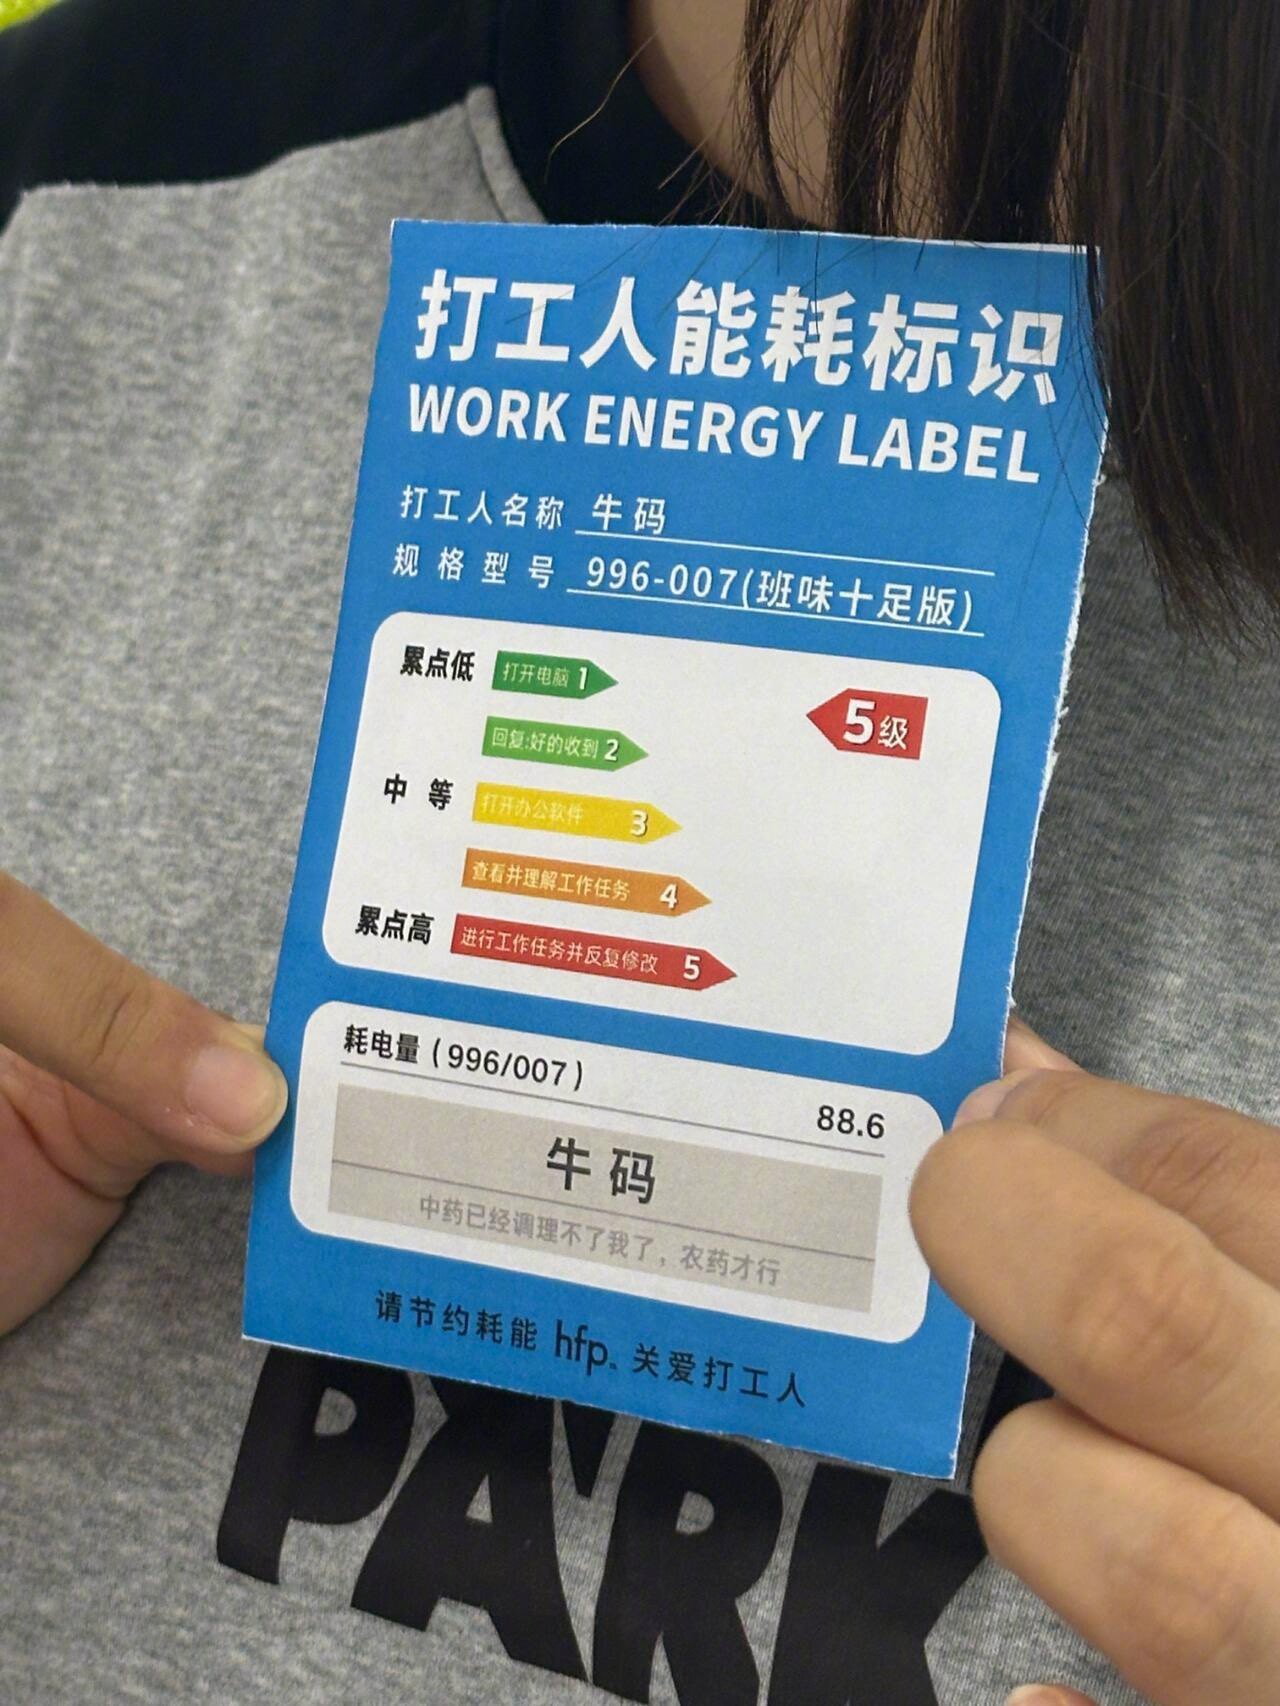 打工人能耗标识
WORK ENERGY LABEL
打工人名称 牛码
规格型号 996-007(班味十足版)
累点低 打开电脑 1
5级
回复:好的收到 2
中等 打开办公软件 3
查看并理解工作任务 4
累点高 进行工作任务并反复修改 5
耗电量(996/007)
88.6
牛码
中药已经调理不了我了，农药才行
请节约耗能 hfp. 关爱打工人
PARK